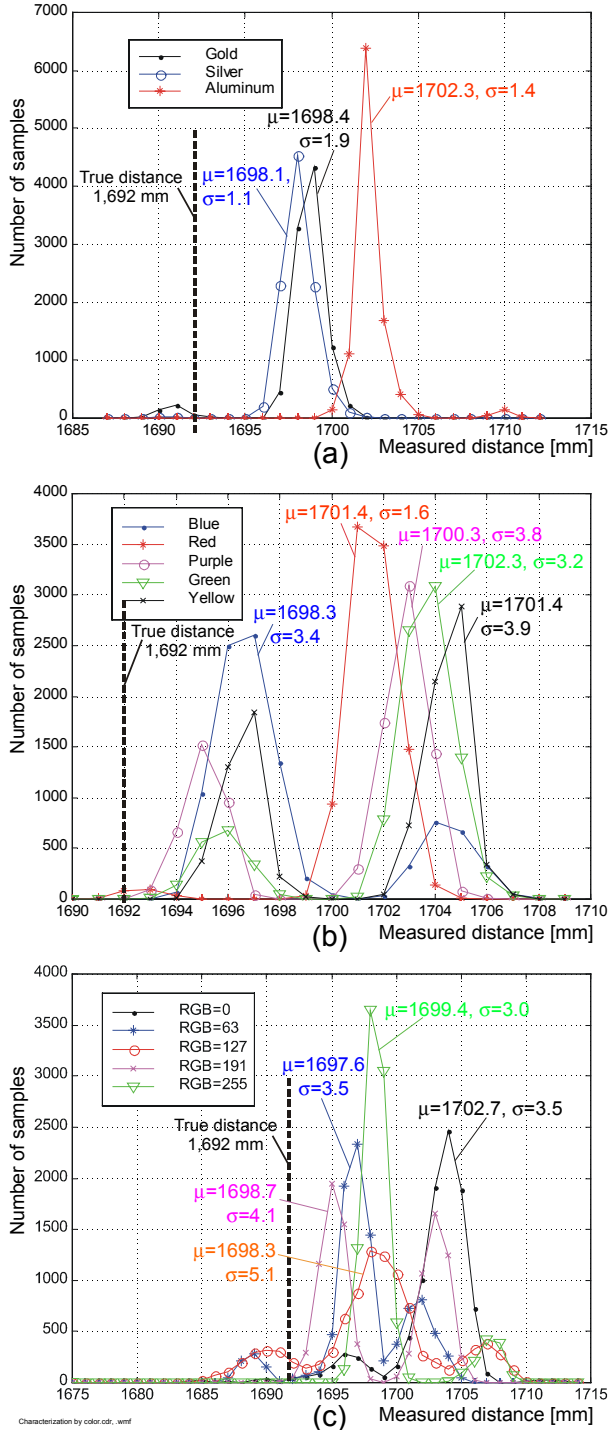 7000
6000
5000
4000
3000
2000
1000
0
Number of samples
Gold
Silver
Aluminum
μ=1702.3, σ=1.4
μ=1698.4
σ=1.9
True distance
1,692 mm
μ=1698.1,
σ=1.1
1685 1690 1695 1700 1705 1710 1715
(a)
Measured distance [mm]
4000
3500
3000
2500
2000
1500
1000
500
0
Number of samples
Blue
Red
Purple
Green
Yellow
μ=1701.4, σ=1.6
μ=1700.3, σ=3.8
μ=1702.3, σ=3.2
μ=1698.3
σ=3.4
μ=1701.4
σ=3.9
True distance
1,692 mm
1690 1692 1694 1696 1698 1700 1702 1704 1706 1708 1710
(b)
Measured distance [mm]
4000
3500
3000
2500
2000
1500
1000
500
0
Number of samples
RGB=0
RGB=63
RGB=127
RGB=191
RGB=255
μ=1699.4, σ=3.0
μ=1697.6
σ=3.5
True distance
1,692 mm
μ=1702.7, σ=3.5
μ=1698.7
σ=4.1
μ=1698.3
σ=5.1
1675 1680 1685 1690 1695 1700 1705 1710 1715
(c)
Measured distance [mm]
Characterization by color.cdr, .wmf